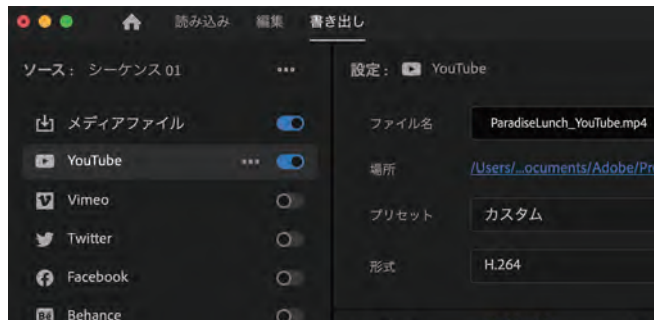 読み込み 編集 書き出し
ソース： シーケンス 01 •••
メディアファイル
YouTube •••
Vimeo
Twitter
Facebook
Bē Behance
設定： YouTube
ファイル名 ParadiseLunch_YouTube.mp4
場所 /Users/...ocuments/Adobe/Pr
プリセット カスタム
形式 H.264